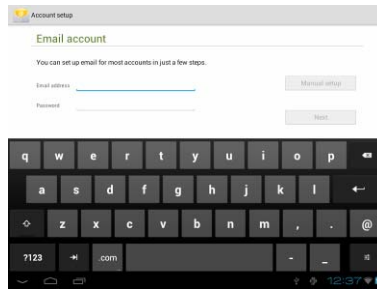 Account setup
Email account
You can set up email for most accounts in just a few steps.
Email address
Manual setup
Password
Next
q w e r t y u i o p
a s d f g h j k l
z x c v b n m , . @
?123 .com - _
12:37